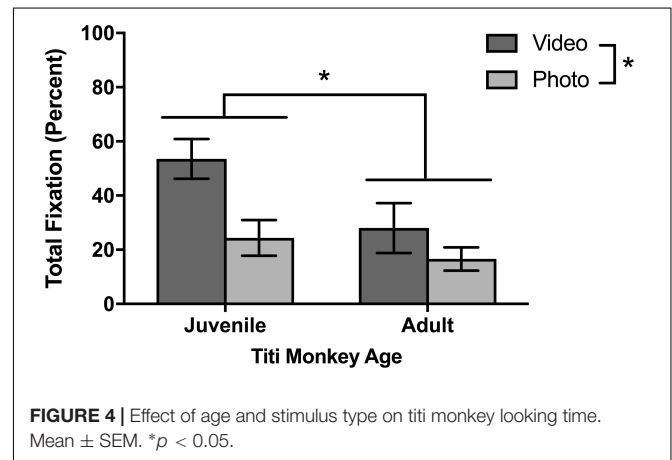 Total Fixation (Percent)
100
80
60
40
20
0
*
Video
Photo
*
Juvenile
Adult
Titi Monkey Age
FIGURE 4 | Effect of age and stimulus type on titi monkey looking time.
Mean ± SEM. *p < 0.05.